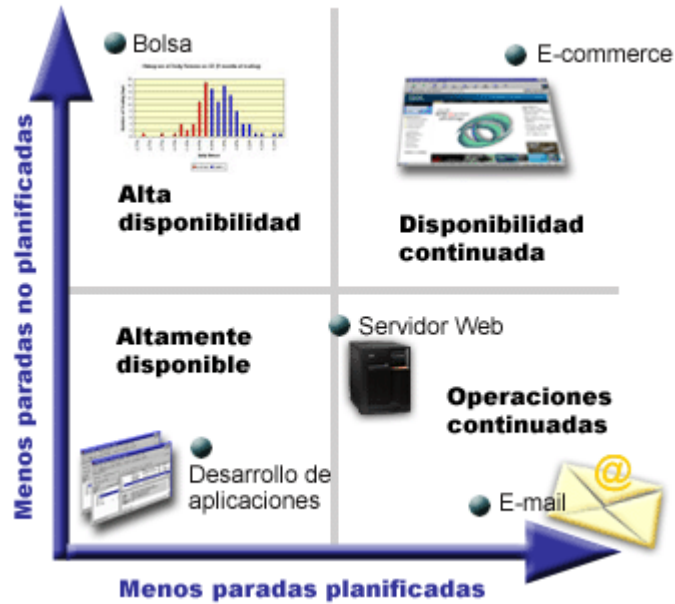 Bolsa
E-commerce
Alta
disponibilidad
Disponibilidad
continuada
Altamente
disponible
Servidor Web
Operaciones
continuadas
Desarrollo de
aplicaciones
E-mail
@
Menos paradas no planificadas
Menos paradas planificadas